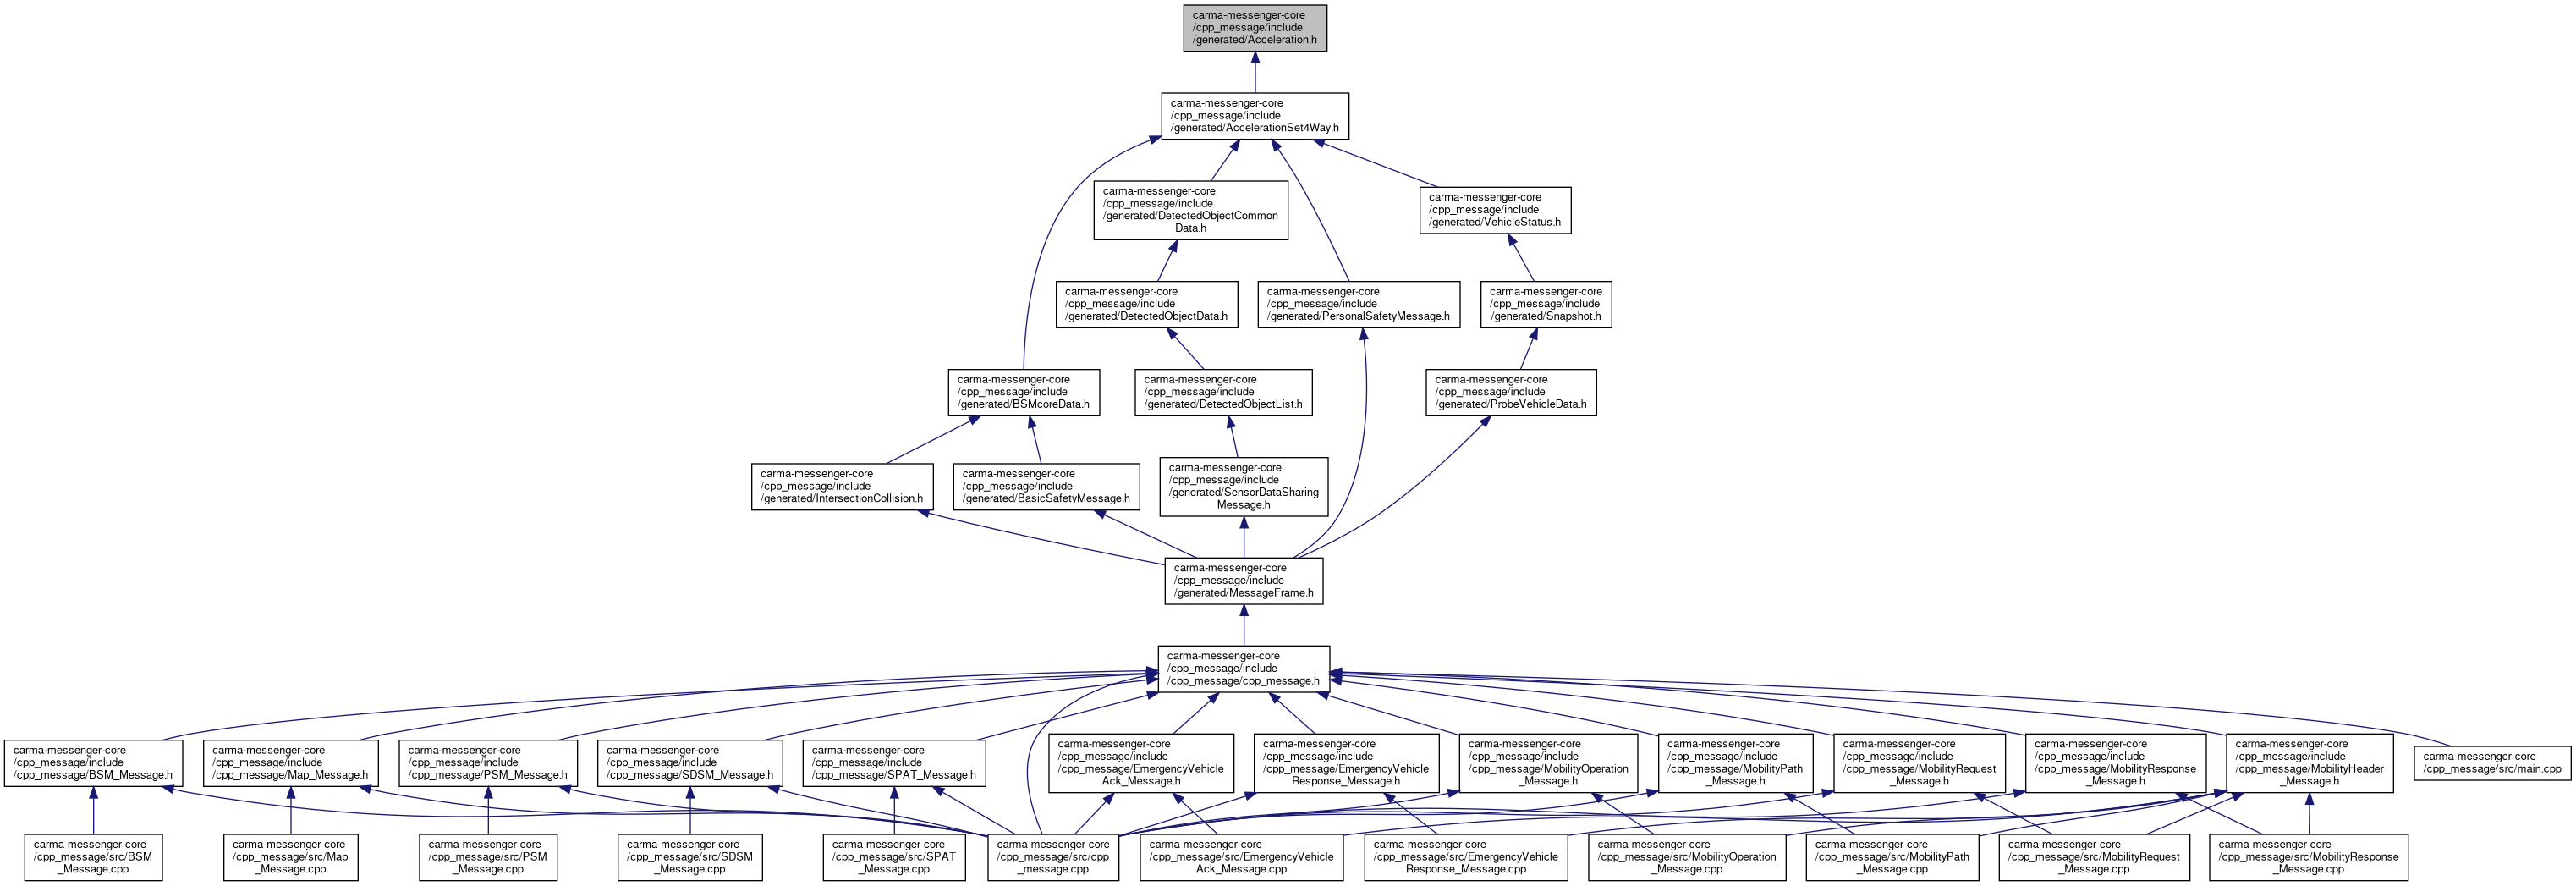 carma-messenger-core
/cpp_message/include
/generated/Acceleration.h
carma-messenger-core
/cpp_message/include
/generated/AccelerationSet4Way.h
carma-messenger-core
/cpp_message/include
/generated/DetectedObjectCommon
Data.h
carma-messenger-core
/cpp_message/include
/generated/VehicleStatus.h
carma-messenger-core
/cpp_message/include
/generated/DetectedObjectData.h
carma-messenger-core
/cpp_message/include
/generated/PersonalSafetyMessage.h
carma-messenger-core
/cpp_message/include
/generated/Snapshot.h
carma-messenger-core
/cpp_message/include
/generated/BSMcoreData.h
carma-messenger-core
/cpp_message/include
/generated/DetectedObjectList.h
carma-messenger-core
/cpp_message/include
/generated/ProbeVehicleData.h
carma-messenger-core
/cpp_message/include
/generated/IntersectionCollision.h
carma-messenger-core
/cpp_message/include
/generated/BasicSafetyMessage.h
carma-messenger-core
/cpp_message/include
/generated/SensorDataSharing
Message.h
carma-messenger-core
/cpp_message/include
/generated/MessageFrame.h
carma-messenger-core
/cpp_message/include
/cpp_message/cpp_message.h
carma-messenger-core
/cpp_message/include
/cpp_message/BSM_Message.h
carma-messenger-core
/cpp_message/include
/cpp_message/Map_Message.h
carma-messenger-core
/cpp_message/include
/cpp_message/PSM_Message.h
carma-messenger-core
/cpp_message/include
/cpp_message/SDSM_Message.h
carma-messenger-core
/cpp_message/include
/cpp_message/SPAT_Message.h
carma-messenger-core
/cpp_message/include
/cpp_message/EmergencyVehicle
Ack_Message.h
carma-messenger-core
/cpp_message/include
/cpp_message/EmergencyVehicle
Response_Message.h
carma-messenger-core
/cpp_message/include
/cpp_message/MobilityOperation
_Message.h
carma-messenger-core
/cpp_message/include
/cpp_message/MobilityPath
_Message.h
carma-messenger-core
/cpp_message/include
/cpp_message/MobilityRequest
_Message.h
carma-messenger-core
/cpp_message/include
/cpp_message/MobilityResponse
_Message.h
carma-messenger-core
/cpp_message/include
/cpp_message/MobilityHeader
_Message.h
carma-messenger-core
/cpp_message/src/main.cpp
carma-messenger-core
/cpp_message/src/BSM
_Message.cpp
carma-messenger-core
/cpp_message/src/Map
_Message.cpp
carma-messenger-core
/cpp_message/src/PSM
_Message.cpp
carma-messenger-core
/cpp_message/src/SDSM
_Message.cpp
carma-messenger-core
/cpp_message/src/SPAT
_Message.cpp
carma-messenger-core
/cpp_message/src/cpp
_message.cpp
carma-messenger-core
/cpp_message/src/EmergencyVehicle
Ack_Message.cpp
carma-messenger-core
/cpp_message/src/EmergencyVehicle
Response_Message.cpp
carma-messenger-core
/cpp_message/src/MobilityOperation
_Message.cpp
carma-messenger-core
/cpp_message/src/MobilityPath
_Message.cpp
carma-messenger-core
/cpp_message/src/MobilityRequest
_Message.cpp
carma-messenger-core
/cpp_message/src/MobilityResponse
_Message.cpp